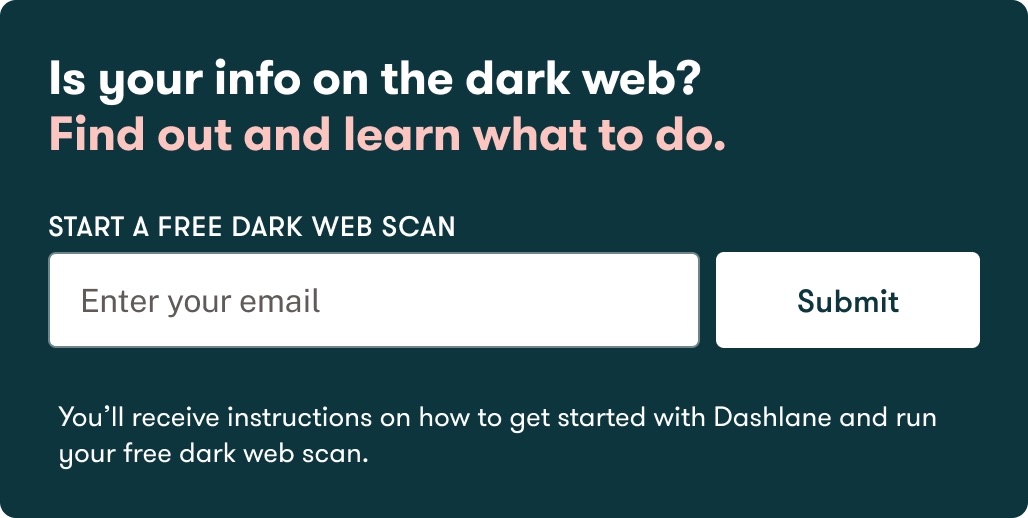 Is your info on the dark web?
Find out and learn what to do.
START A FREE DARK WEB SCAN
Enter your email
Submit
You’ll receive instructions on how to get started with Dashlane and run
your free dark web scan.